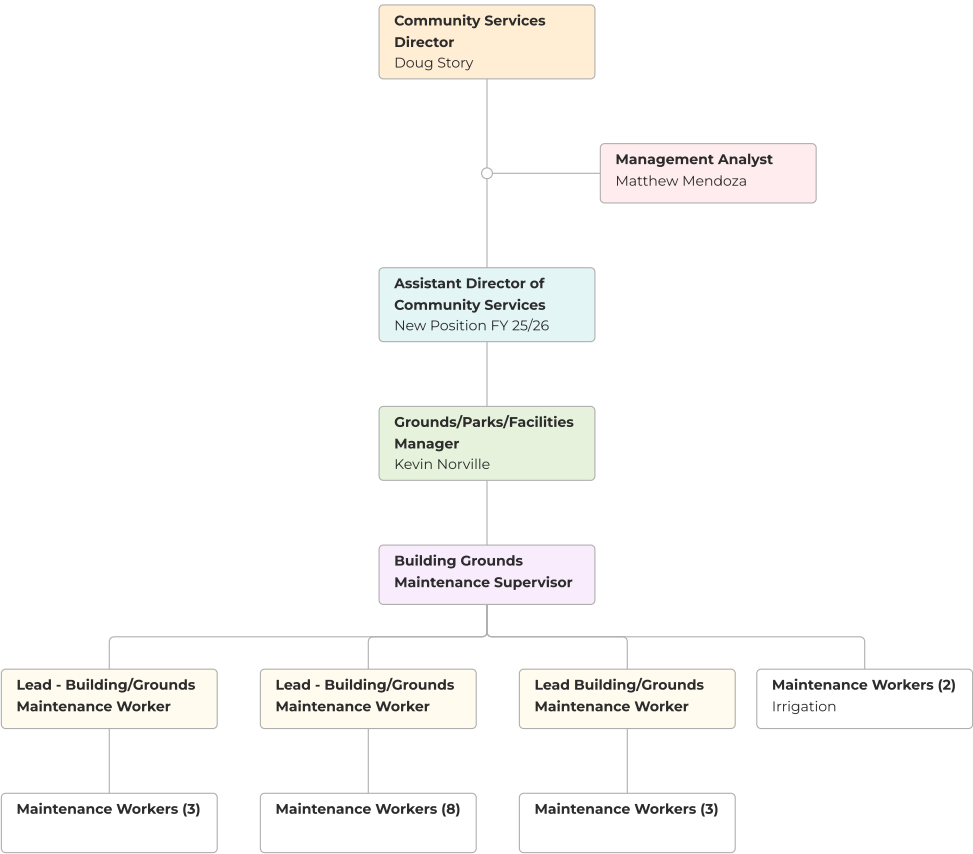 Community Services
Director
Doug Story
Management Analyst
Matthew Mendoza
Assistant Director of
Community Services
New Position FY 25/26
Grounds/Parks/Facilities
Manager
Kevin Norville
Building Grounds
Maintenance Supervisor
Lead - Building/Grounds
Maintenance Worker
Lead - Building/Grounds
Maintenance Worker
Lead Building/Grounds
Maintenance Worker
Maintenance Workers (2)
Irrigation
Maintenance Workers (3)
Maintenance Workers (8)
Maintenance Workers (3)